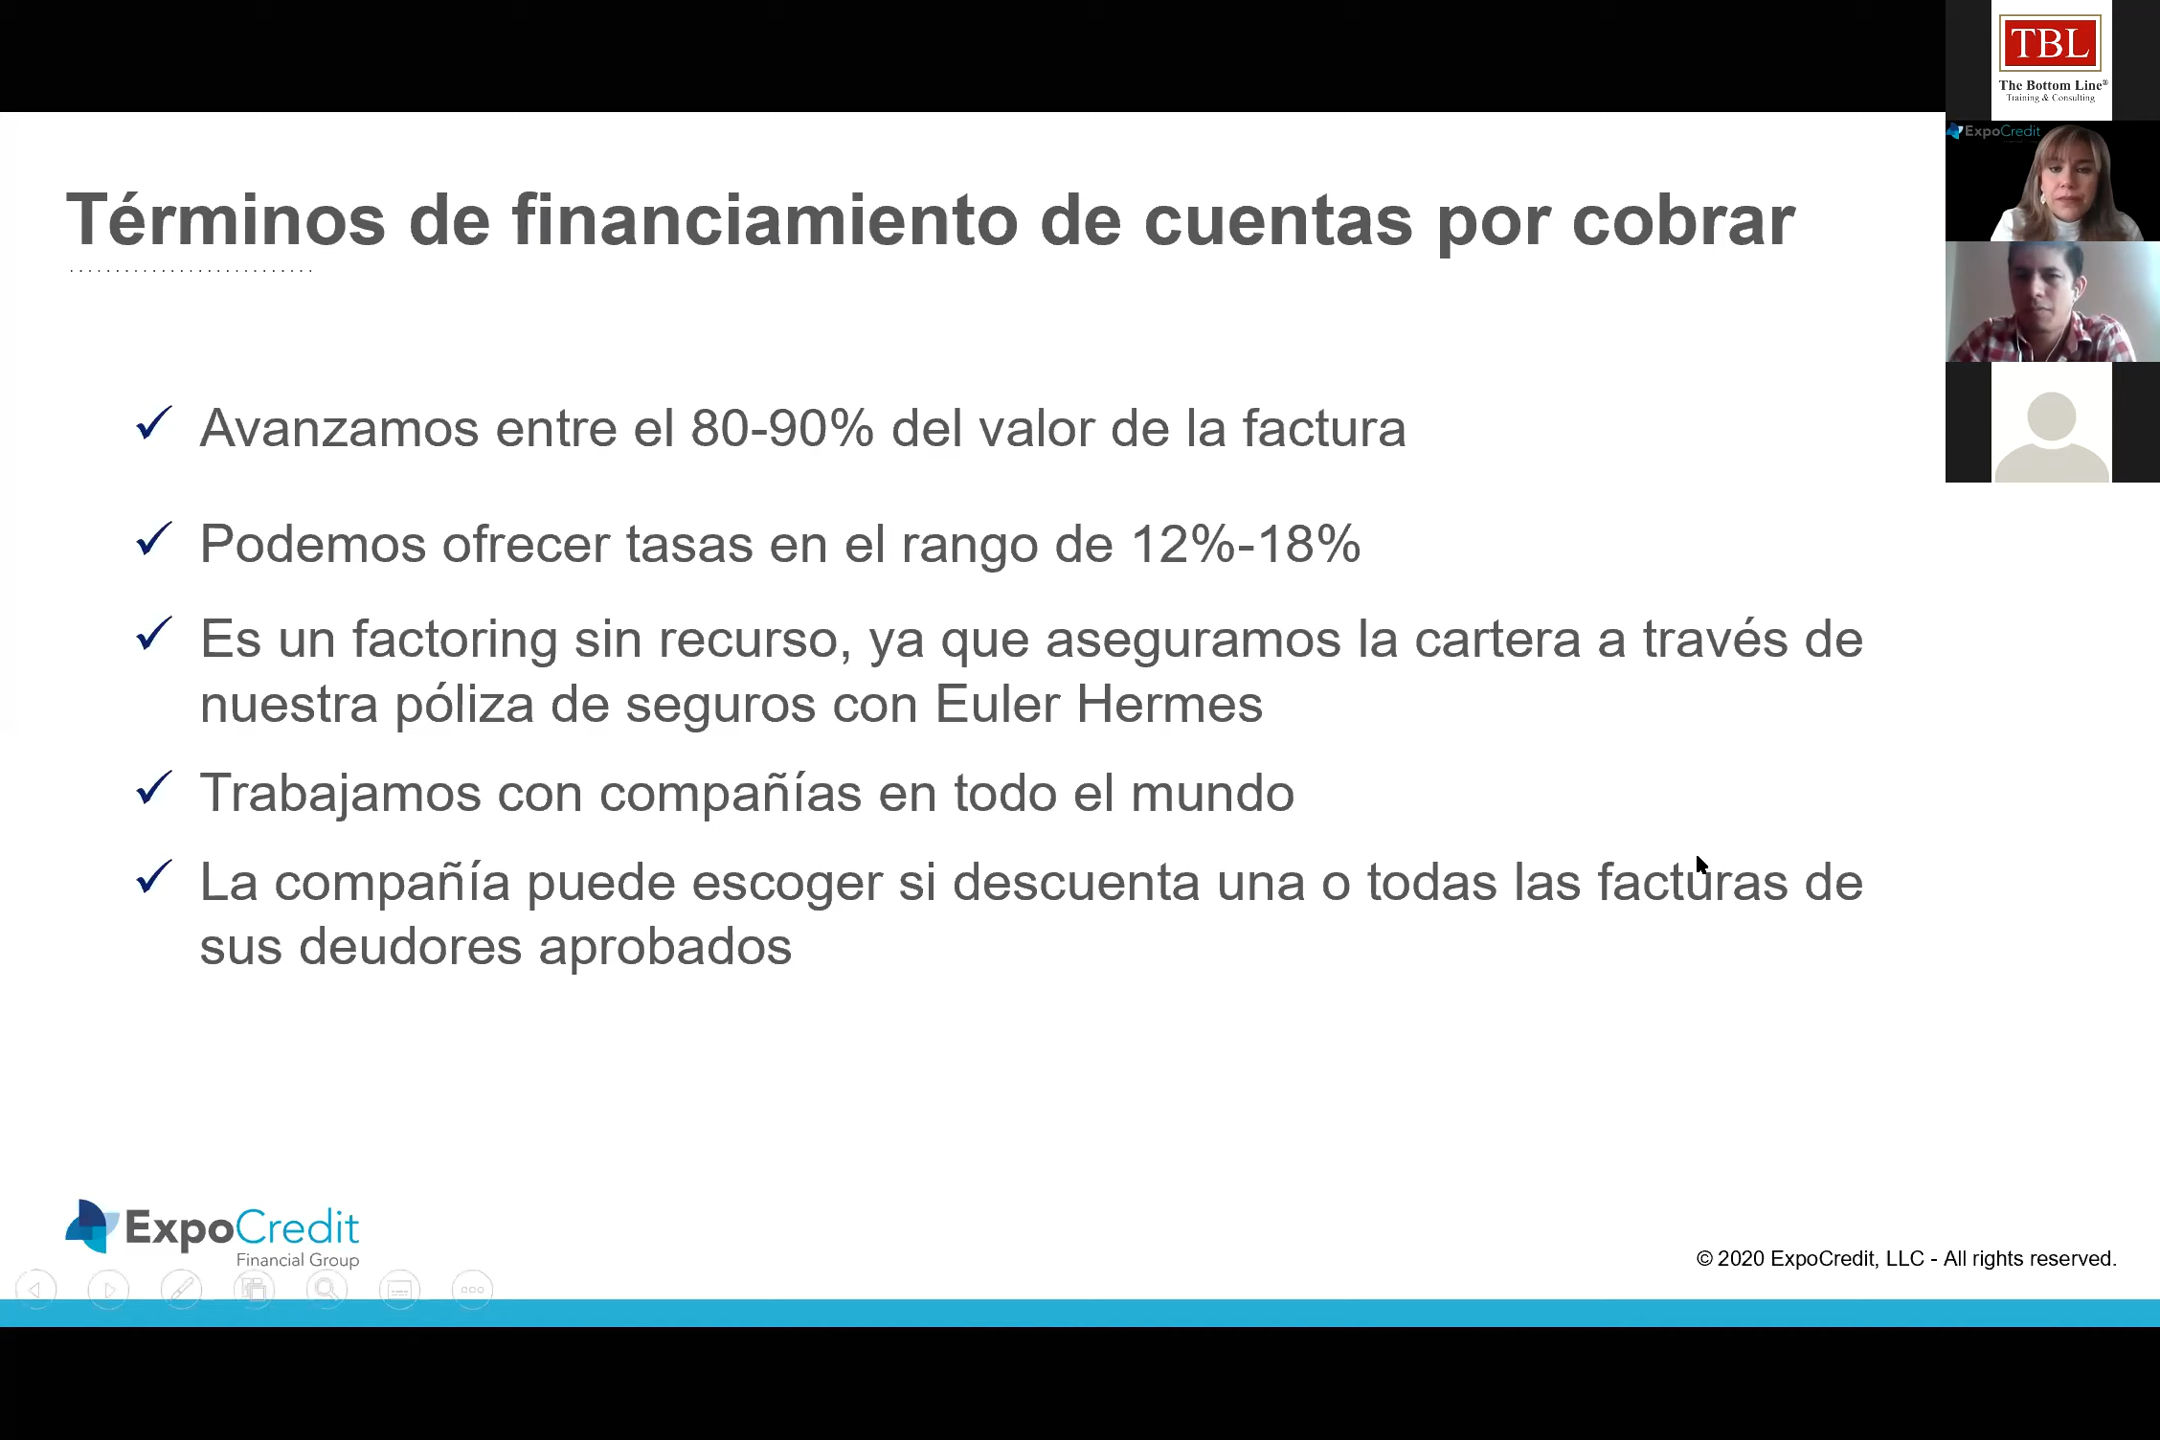 TBL
The Bottom Line®
Training & Consulting
ExpoCredit
Términos de financiamiento de cuentas por cobrar
✓ Avanzamos entre el 80-90% del valor de la factura
✓ Podemos ofrecer tasas en el rango de 12%-18%
✓ Es un factoring sin recurso, ya que aseguramos la cartera a través de
nuestra póliza de seguros con Euler Hermes
✓ Trabajamos con compañías en todo el mundo
✓ La compañía puede escoger si descuenta una o todas las facturas de
sus deudores aprobados
ExpoCredit
Financial Group
© 2020 ExpoCredit, LLC - All rights reserved.